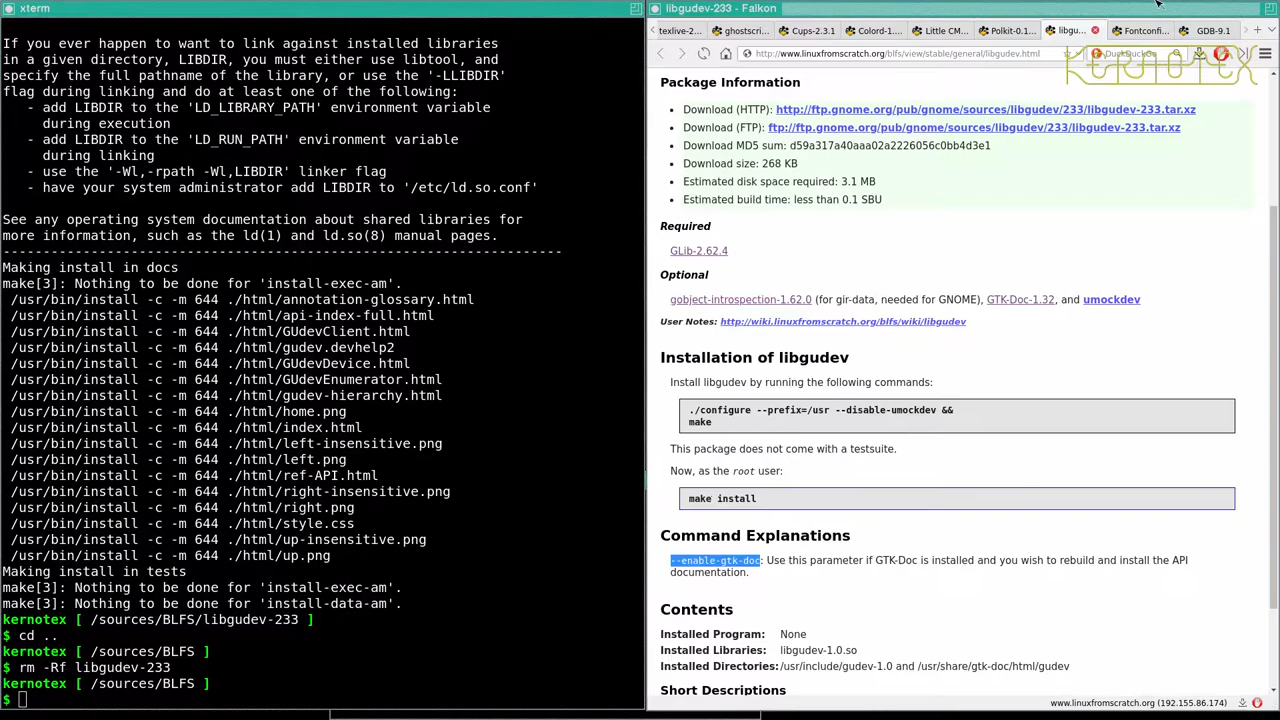 xterm
If you ever happen to want to link against installed libraries
in a given directory, LIBDIR, you must either use libtool, and
specify the full pathname of the library, or use the '-LLIBDIR'
flag during linking and do at least one of the following:
- add LIBDIR to the 'LD_LIBRARY_PATH' environment variable
during execution
- add LIBDIR to the 'LD_RUN_PATH' environment variable
during linking
- use the '-Wl,-rpath -Wl,LIBDIR' linker flag
- have your system administrator add LIBDIR to '/etc/ld.so.conf'
See any operating system documentation about shared libraries for
more information, such as the ld(1) and ld.so(8) manual pages.
----------------------------------------------------------------------
Making install in docs
make[3]: Nothing to be done for 'install-exec-am'.
/usr/bin/install -c -m 644 ./html/annotation-glossary.html
/usr/bin/install -c -m 644 ./html/api-index-full.html
/usr/bin/install -c -m 644 ./html/GUdevClient.html
/usr/bin/install -c -m 644 ./html/gudev.devhelp2
/usr/bin/install -c -m 644 ./html/GUdevDevice.html
/usr/bin/install -c -m 644 ./html/GUdevEnumerator.html
/usr/bin/install -c -m 644 ./html/gudev-hierarchy.html
/usr/bin/install -c -m 644 ./html/home.png
/usr/bin/install -c -m 644 ./html/index.html
/usr/bin/install -c -m 644 ./html/left-insensitive.png
/usr/bin/install -c -m 644 ./html/left.png
/usr/bin/install -c -m 644 ./html/ref-API.html
/usr/bin/install -c -m 644 ./html/right-insensitive.png
/usr/bin/install -c -m 644 ./html/right.png
/usr/bin/install -c -m 644 ./html/style.css
/usr/bin/install -c -m 644 ./html/up-insensitive.png
/usr/bin/install -c -m 644 ./html/up.png
Making install in tests
make[3]: Nothing to be done for 'install-exec-am'.
make[3]: Nothing to be done for 'install-data-am'.
kernotex [ /sources/BLFS/libgudev-233 ]
$ cd ..
kernotex [ /sources/BLFS ]
$ rm -Rf libgudev-233
kernotex [ /sources/BLFS ]
$
libgudev-233 - Falkon
texlive-2... ghostscri... Cups-2.3.1 Colord-1.... Little CM... Polkit-0.1... libgu... Fontconfi... GDB-9.1
http://www.linuxfromscratch.org/blfs/view/stable/general/libgudev.html DuckDuckGo
KERNOTEX
Package Information
Download (HTTP): http://ftp.gnome.org/pub/gnome/sources/libgudev/233/libgudev-233.tar.xz
Download (FTP): ftp://ftp.gnome.org/pub/gnome/sources/libgudev/233/libgudev-233.tar.xz
Download MD5 sum: d59a317a40aaa02a2226056c0bb4d3e1
Download size: 268 KB
Estimated disk space required: 3.1 MB
Estimated build time: less than 0.1 SBU
Required
GLib-2.62.4
Optional
gobject-introspection-1.62.0 (for gir-data, needed for GNOME), GTK-Doc-1.32, and umockdev
User Notes: http://wiki.linuxfromscratch.org/blfs/wiki/libgudev
Installation of libgudev
Install libgudev by running the following commands:
./configure --prefix=/usr --disable-umockdev &&
make
This package does not come with a testsuite.
Now, as the root user:
make install
Command Explanations
--enable-gtk-doc: Use this parameter if GTK-Doc is installed and you wish to rebuild and install the API
documentation.
Contents
Installed Program: None
Installed Libraries: libgudev-1.0.so
Installed Directories: /usr/include/gudev-1.0 and /usr/share/gtk-doc/html/gudev
Short Descriptions
www.linuxfromscratch.org (192.155.86.174)